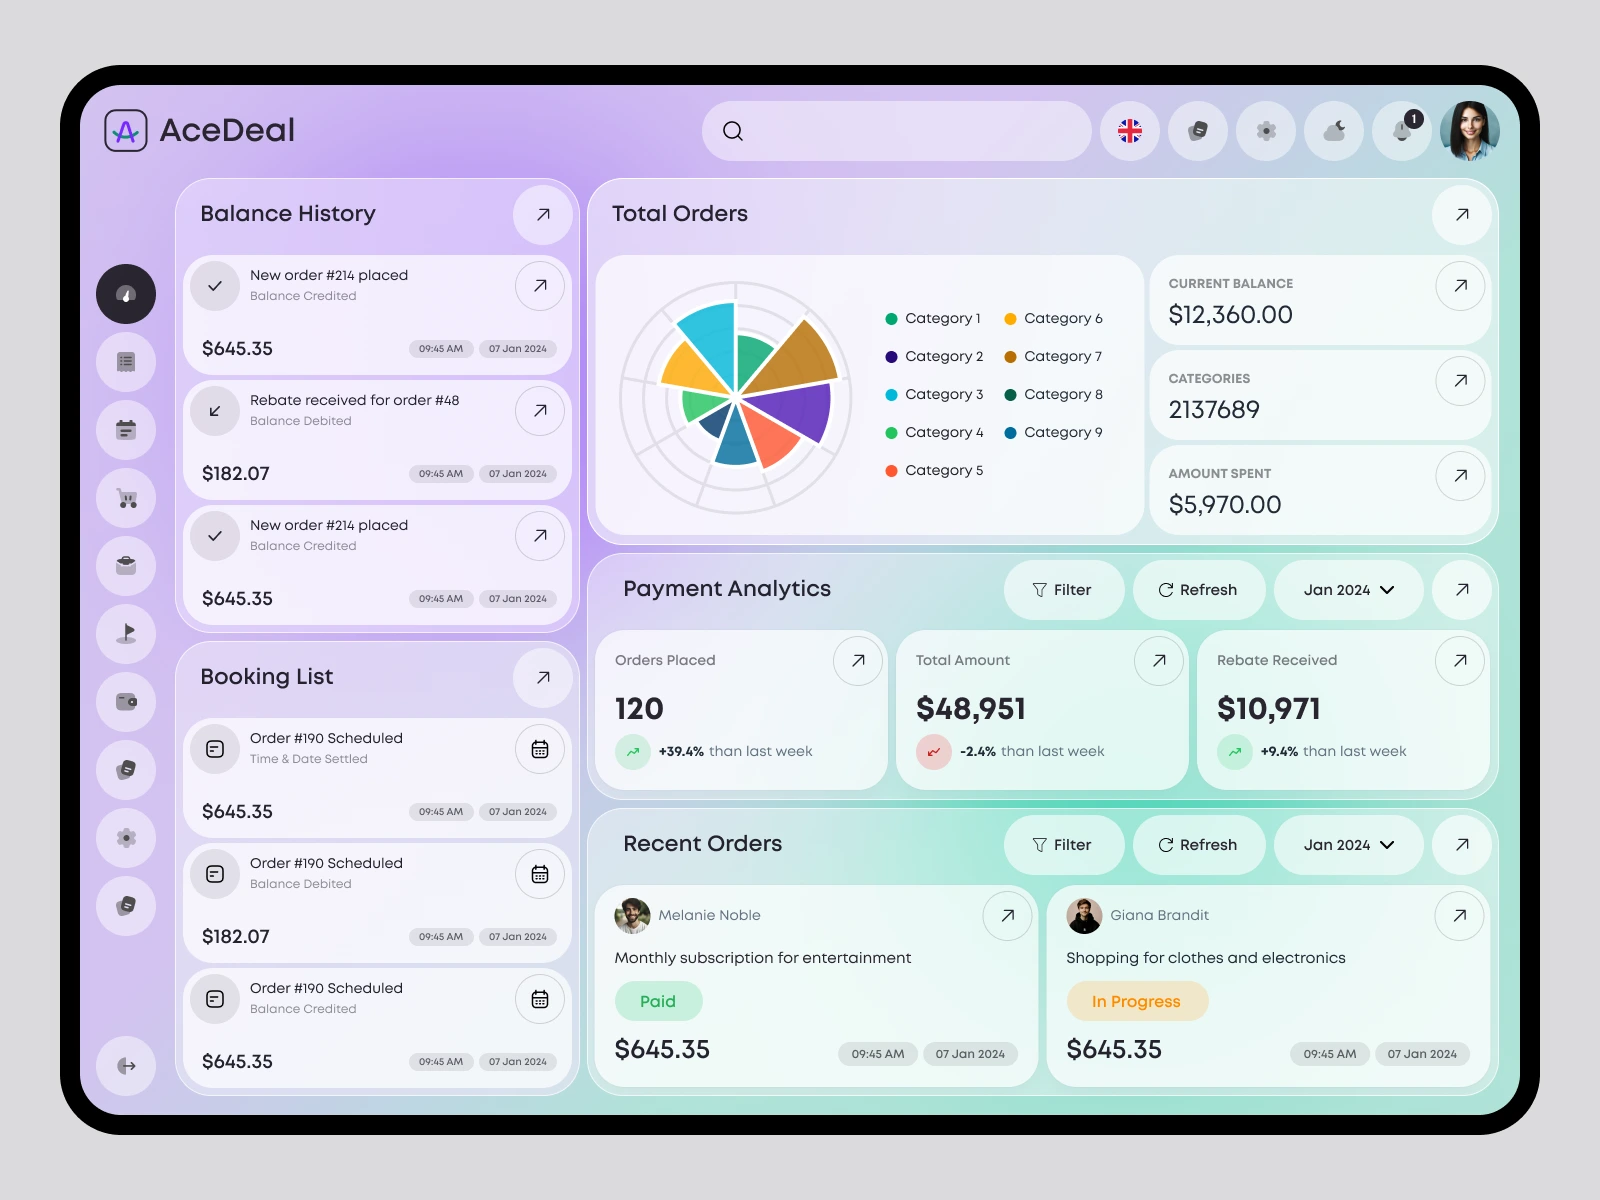 AceDeal
1
Balance History
New order #214 placed
Balance Credited
$645.35
09:45 AM
07 Jan 2024
Rebate received for order #48
Balance Debited
$182.07
09:45 AM
07 Jan 2024
New order #214 placed
Balance Credited
$645.35
09:45 AM
07 Jan 2024
Booking List
Order #190 Scheduled
Time & Date Settled
$645.35
09:45 AM
07 Jan 2024
Order #190 Scheduled
Balance Debited
$182.07
09:45 AM
07 Jan 2024
Order #190 Scheduled
Balance Credited
$645.35
09:45 AM
07 Jan 2024
Total Orders
Category 1
Category 2
Category 3
Category 4
Category 5
Category 6
Category 7
Category 8
Category 9
CURRENT BALANCE
$12,360.00
CATEGORIES
2137689
AMOUNT SPENT
$5,970.00
Payment Analytics
Filter
Refresh
Jan 2024
Orders Placed
120
+39.4% than last week
Total Amount
$48,951
-2.4% than last week
Rebate Received
$10,971
+9.4% than last week
Recent Orders
Filter
Refresh
Jan 2024
Melanie Noble
Monthly subscription for entertainment
Paid
$645.35
09:45 AM
07 Jan 2024
Giana Brandit
Shopping for clothes and electronics
In Progress
$645.35
09:45 AM
07 Jan 2024